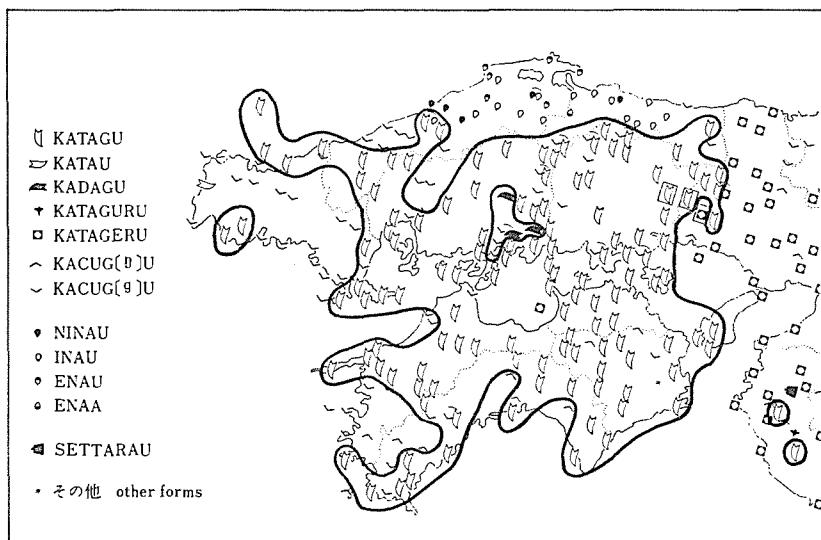 KATAGU
KATAU
KADAGU
KATAGURU
KATAGERU
KACUG〔ŋ〕U
KACUG〔g〕U
NINAU
INAU
ENAU
ENAA
SETTARAU
その他 other forms